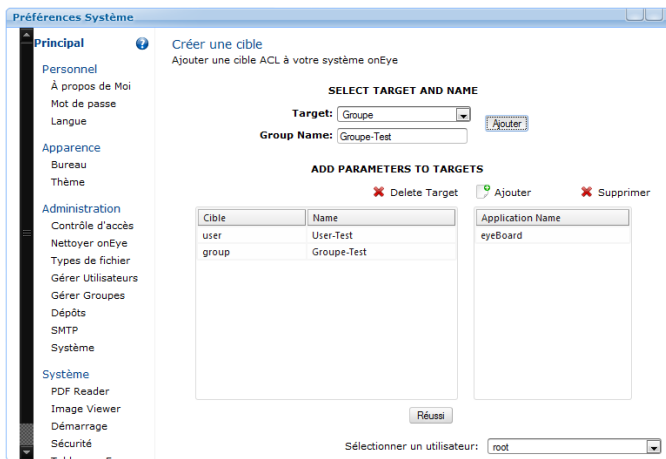 Préférences Système
Principal
Personnel
À propos de Moi
Mot de passe
Langue
Apparence
Bureau
Thème
Administration
Contrôle d'accès
Nettoyer onEye
Types de fichier
Gérer Utilisateurs
Gérer Groupes
Dépôts
SMTP
Système
Système
PDF Reader
Image Viewer
Démarrage
Sécurité
Créer une cible
Ajouter une cible ACL à votre système onEye
SELECT TARGET AND NAME
Target: Groupe
Ajouter
Group Name: Groupe-Test
ADD PARAMETERS TO TARGETS
Delete Target Ajouter Supprimer
Cible Name Application Name
user User-Test eyeBoard
group Groupe-Test
Réussi
Sélectionner un utilisateur: root